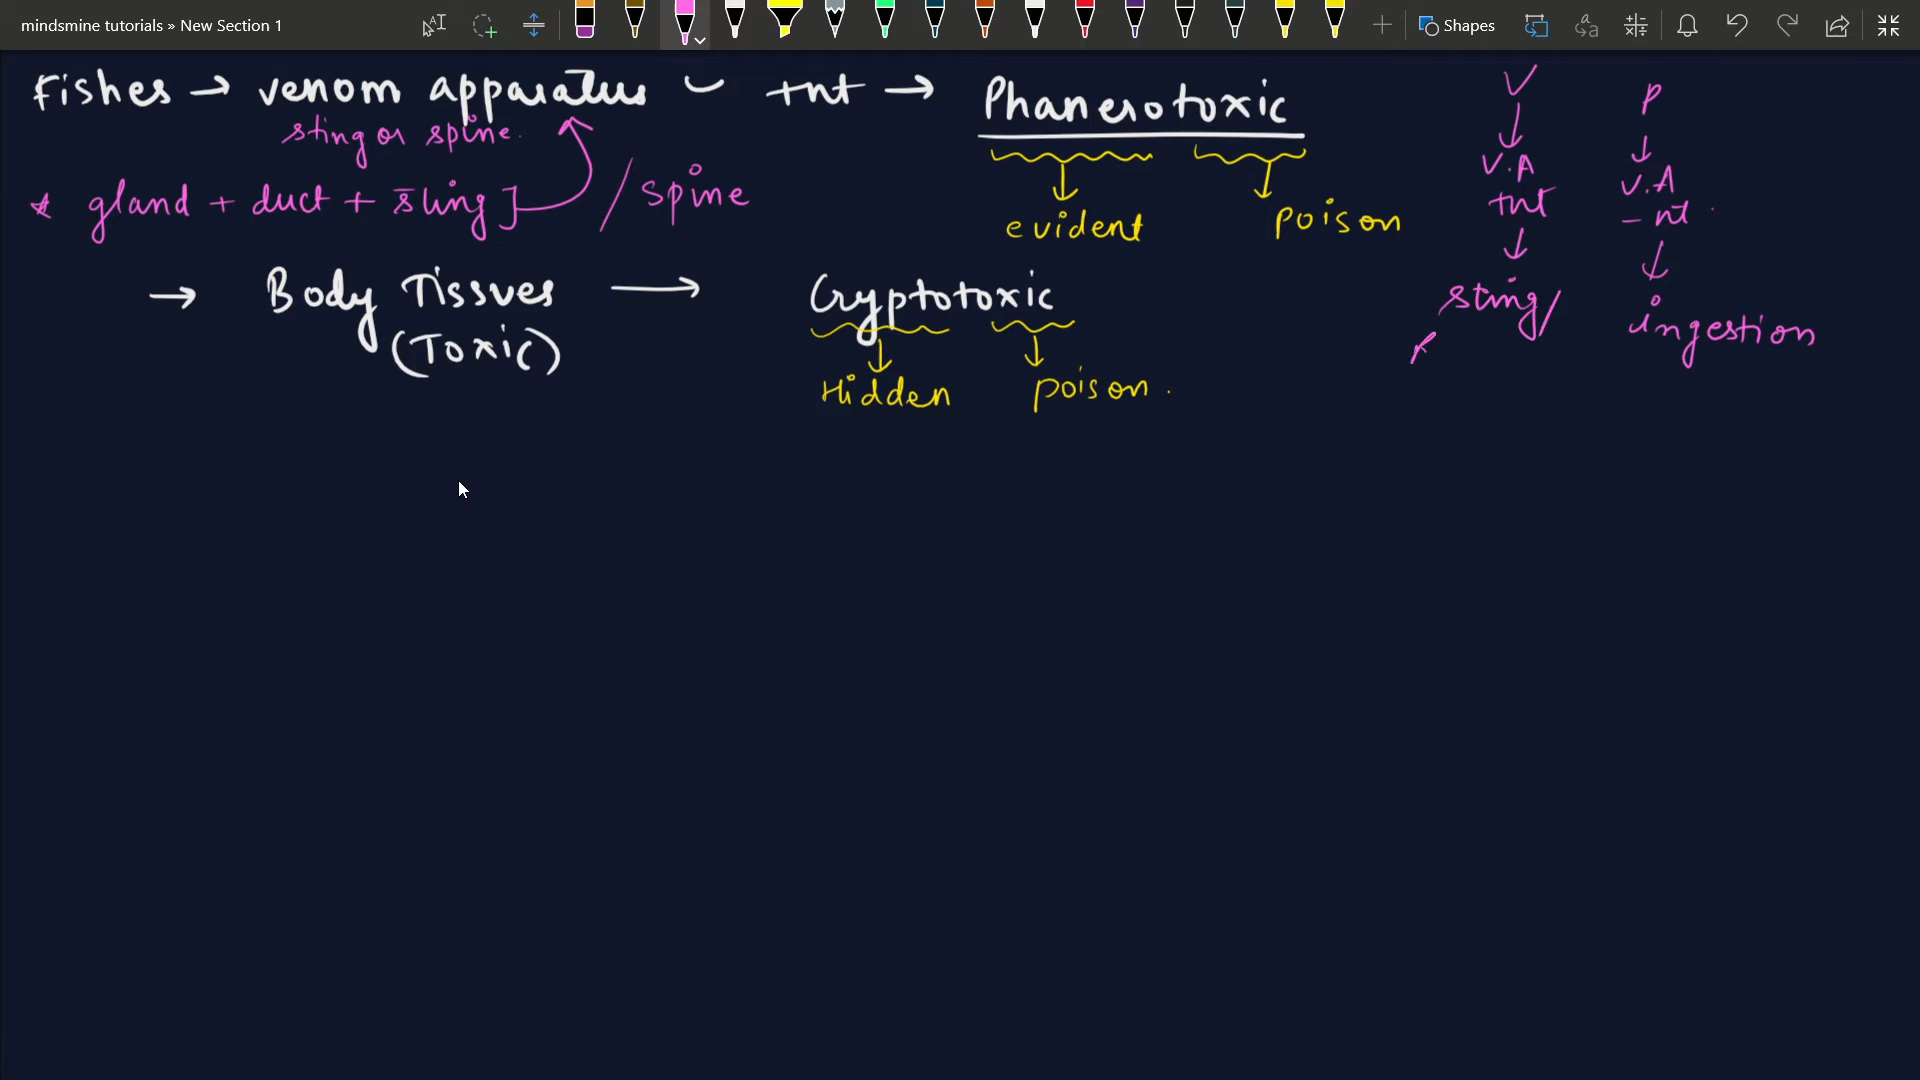 mindsmine tutorials » New Section 1
Shapes
Fishes → venom apparatus ⌣ +nt → Phanerotoxic
sting or spine.
* gland + duct + sting] / spine
evident poison
→ Body Tissues → Cryptotoxic
(Toxic)
Hidden poison.
V
↓
V.A
+nt
↓
sting/
P
↓
V.A
- nt
↓
ingestion